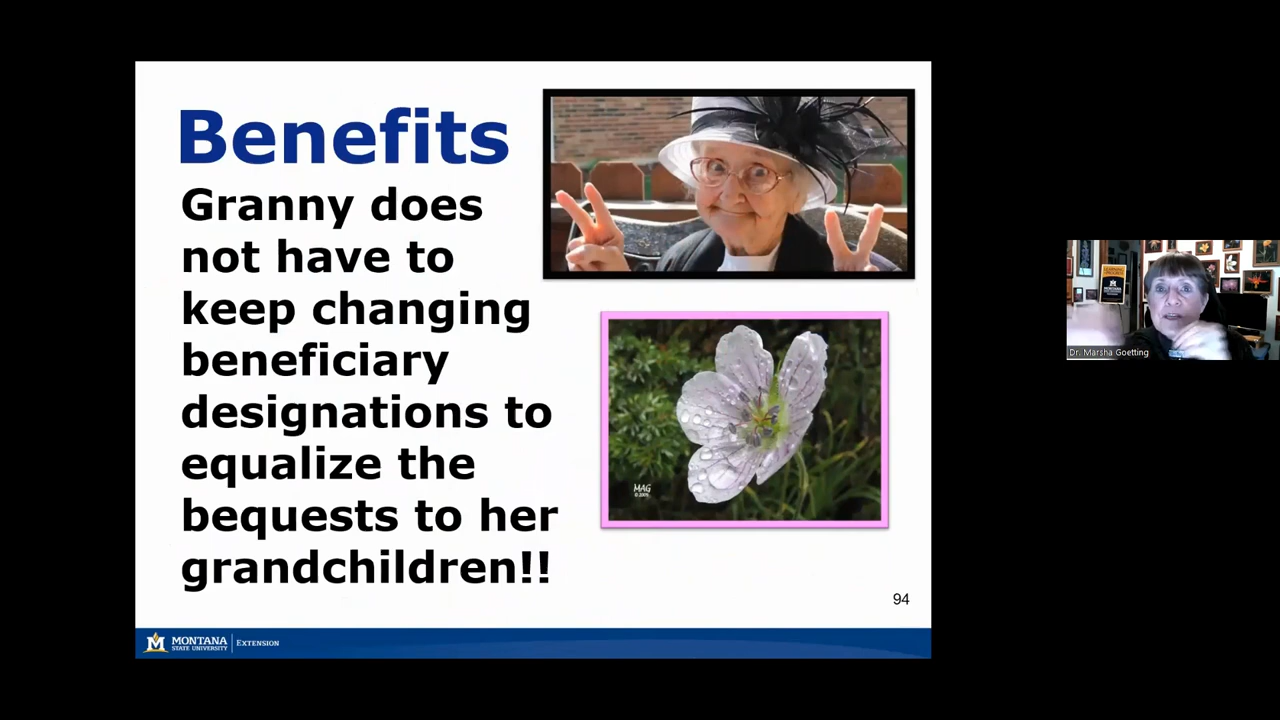 Benefits
Granny does
not have to
keep changing
beneficiary
designations to
equalize the
bequests to her
grandchildren!!
MAG
94
M MONTANA
STATE UNIVERSITY
EXTENSION
Dr. Marsha Goetting